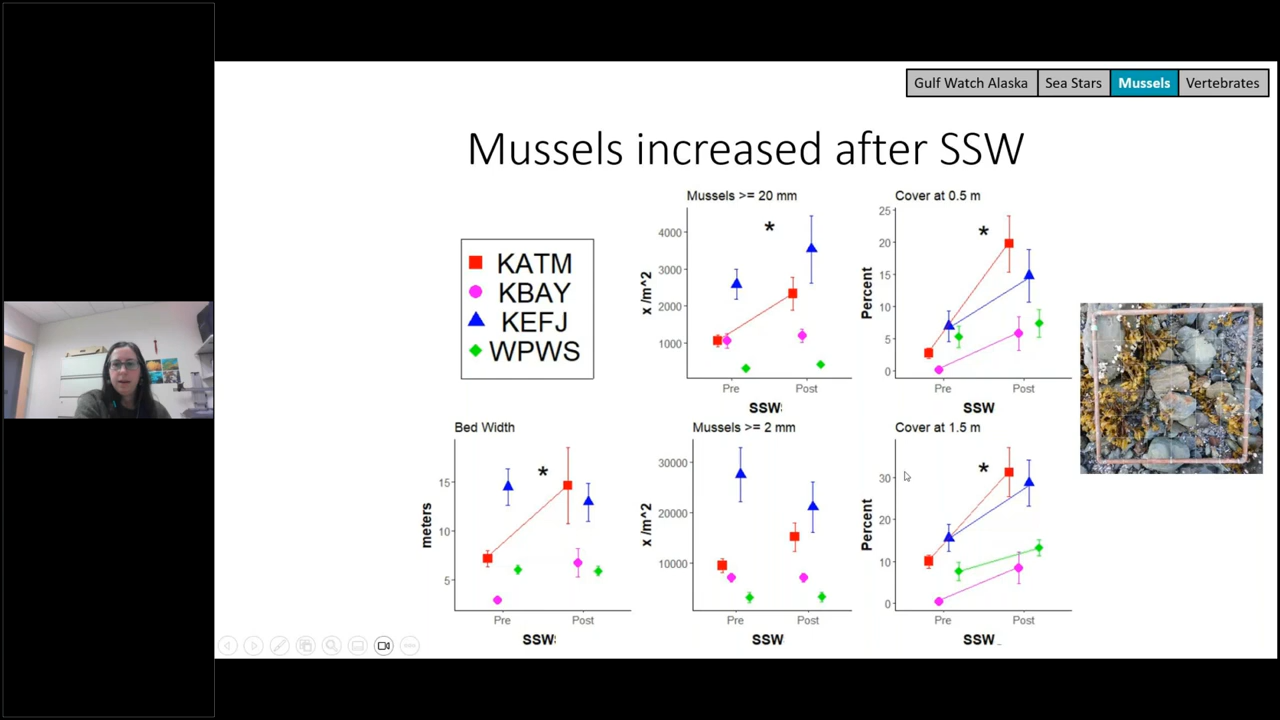 Gulf Watch Alaska Sea Stars Mussels Vertebrates
Mussels increased after SSW
KATM
KBAY
KEFJ
WPWS
Mussels >= 20 mm
x /m^2
4000
3000
2000
1000
*
Pre Post
SSW
Cover at 0.5 m
Percent
25
20
15
10
5
0
*
Pre Post
SSW
Bed Width
meters
15
10
5
*
Pre Post
SSW
Mussels >= 2 mm
x /m^2
30000
20000
10000
Pre Post
SSW
Cover at 1.5 m
Percent
30
20
10
0
*
Pre Post
SSW